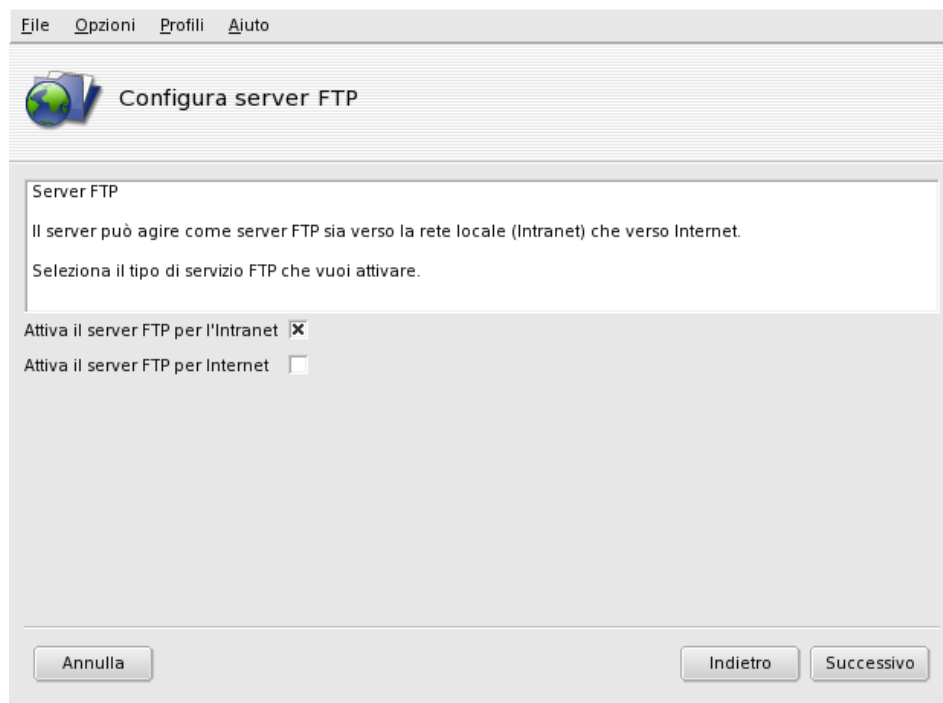 File Opzioni Profili Aiuto
Configura server FTP
Server FTP
Il server può agire come server FTP sia verso la rete locale (Intranet) che verso Internet.
Seleziona il tipo di servizio FTP che vuoi attivare.
Attiva il server FTP per l'Intranet
Attiva il server FTP per Internet
Annulla Indietro Successivo